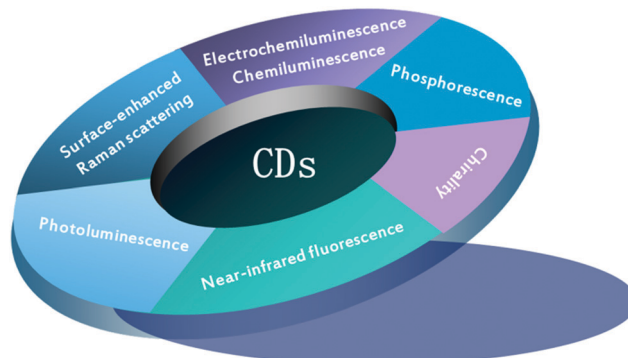 Electrochemiluminescence
Chemiluminescence
Phosphorescence
Surface-enhanced
Raman scattering
CDs
Chirality
Photoluminescence
Near-infrared fluorescence